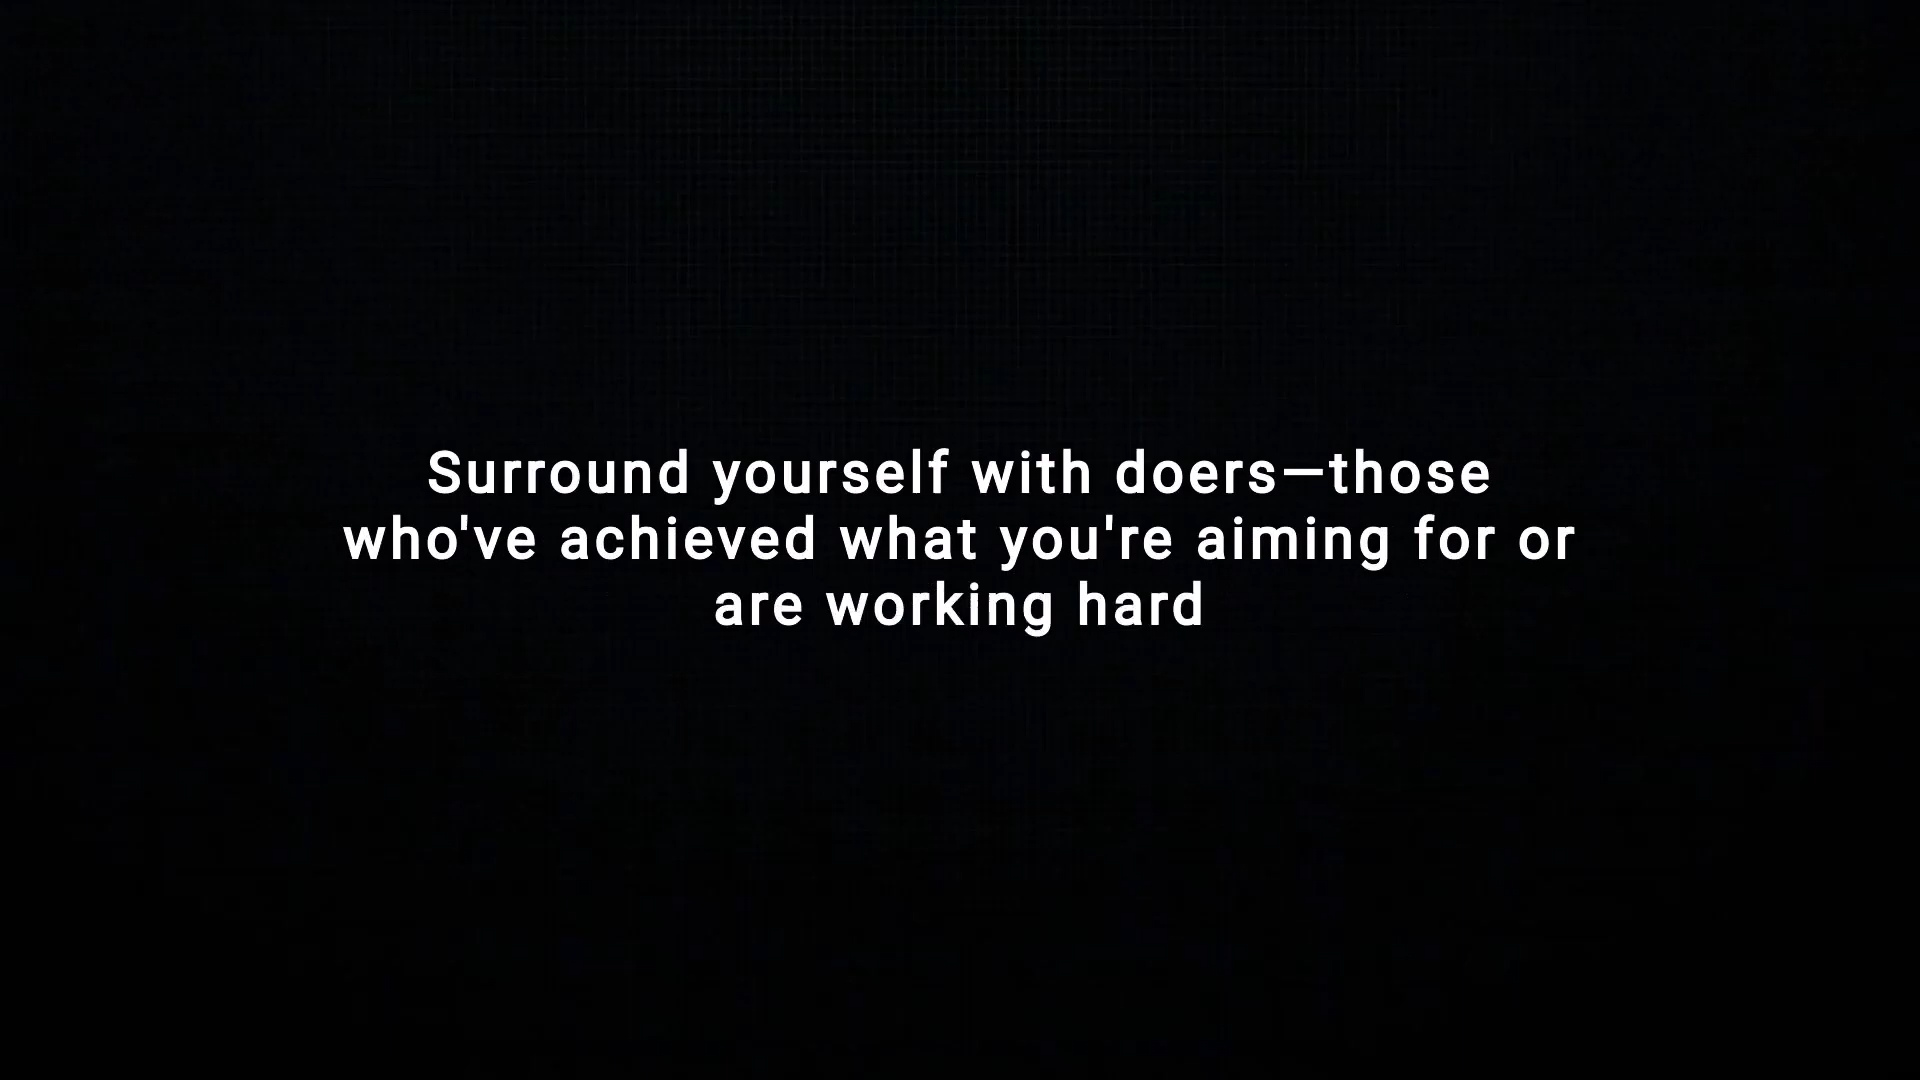 Surround yourself with doers—those
who've achieved what you're aiming for or
are working hard